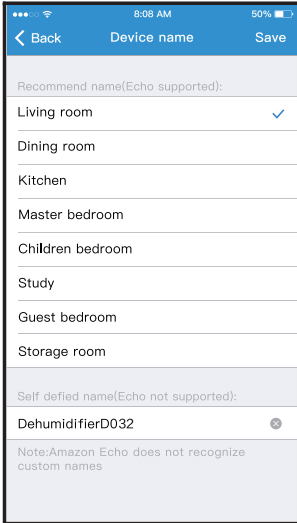 8:08 AM 50%
Back Device name Save
Recommend name(Echo supported):
Living room
Dining room
Kitchen
Master bedroom
Children bedroom
Study
Guest bedroom
Storage room
Self defied name(Echo not supported):
DehumidifierD032
Note:Amazon Echo does not recognize
custom names